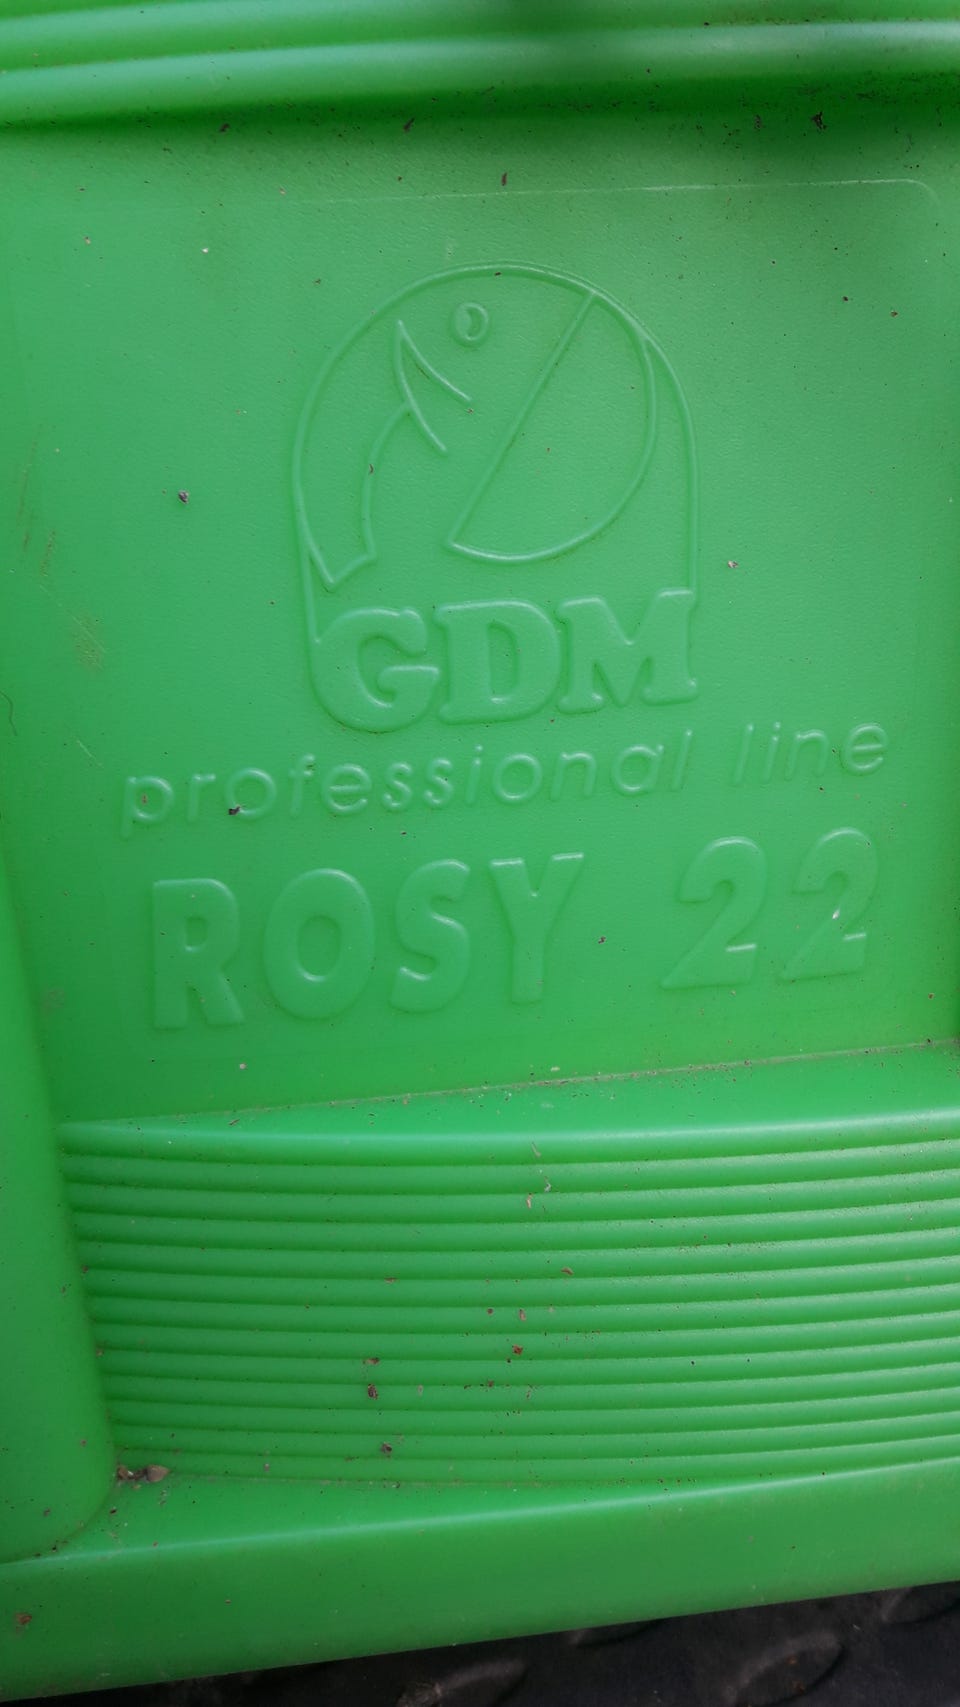 GDM
professional line
ROSY 22